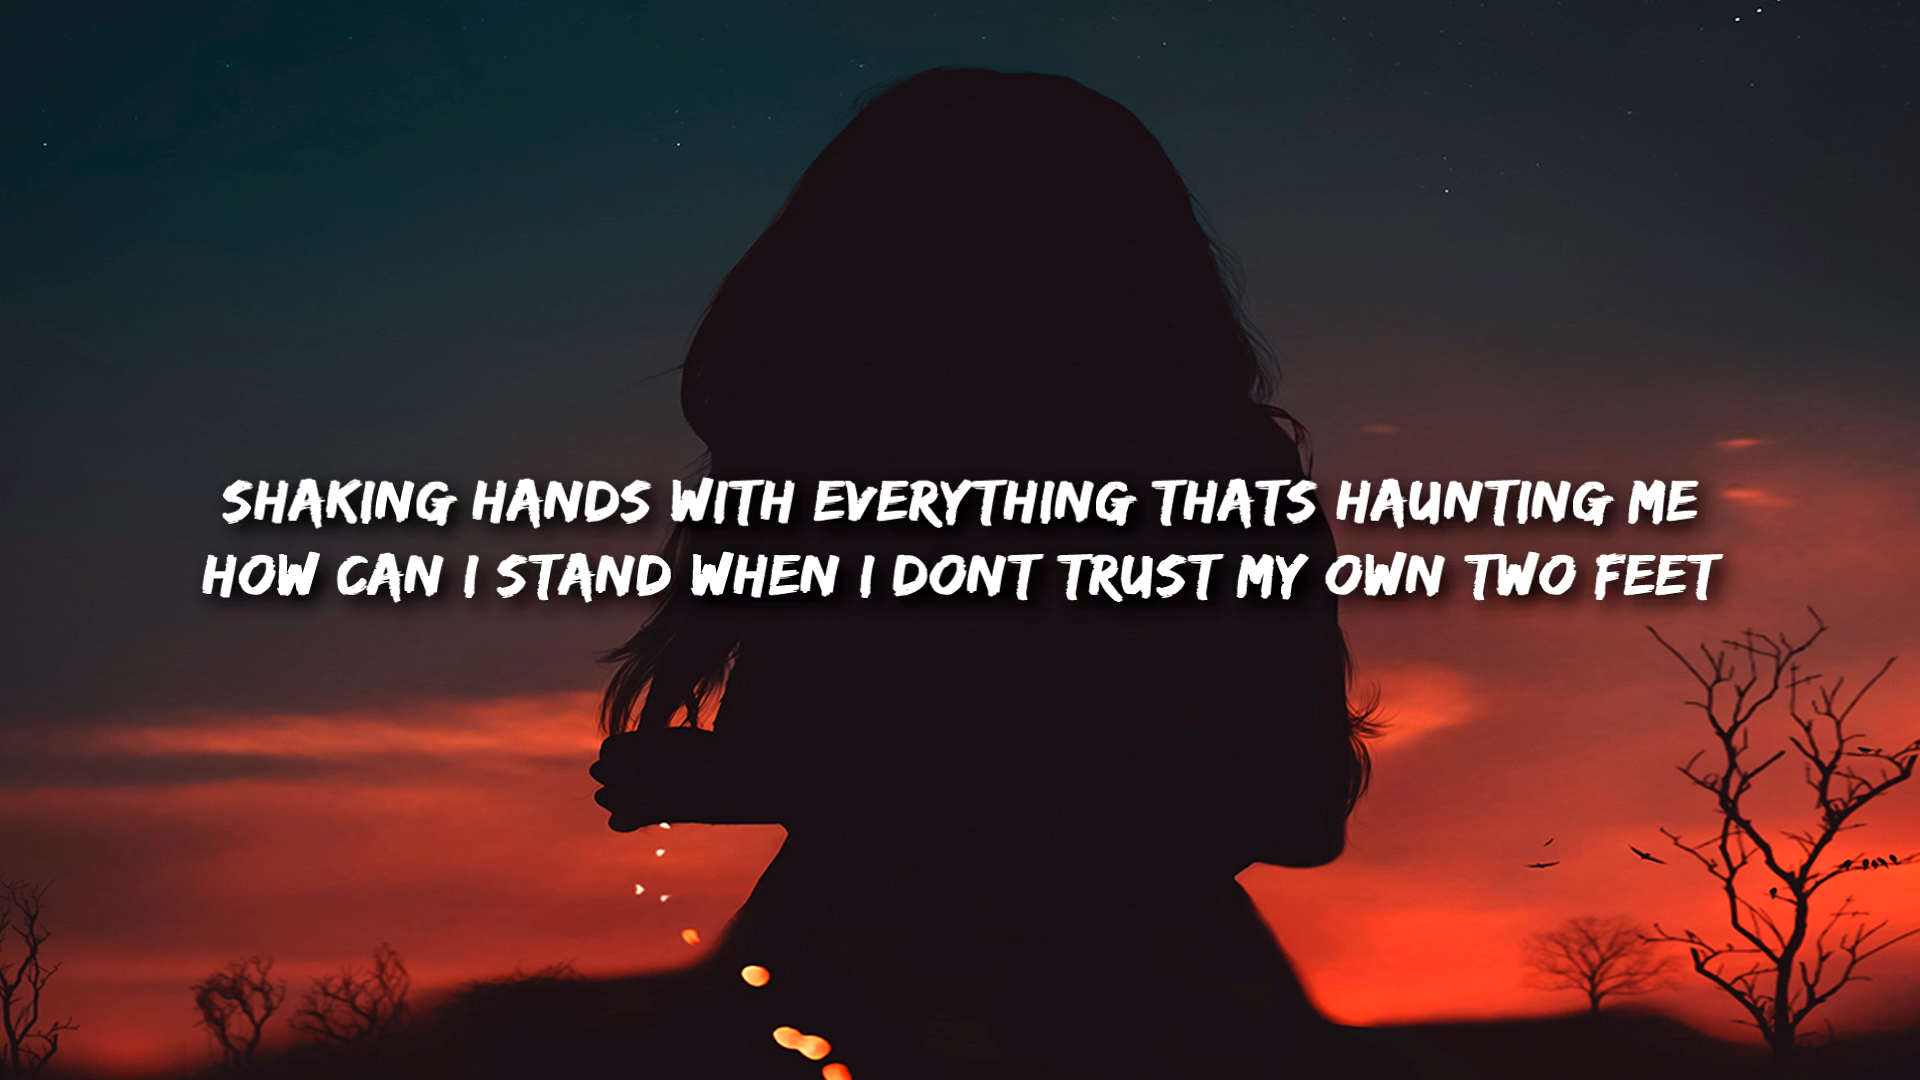 SHAKING HANDS WITH EVERYTHING THATS HAUNTING ME
HOW CAN I STAND WHEN I DONT TRUST MY OWN TWO FEET